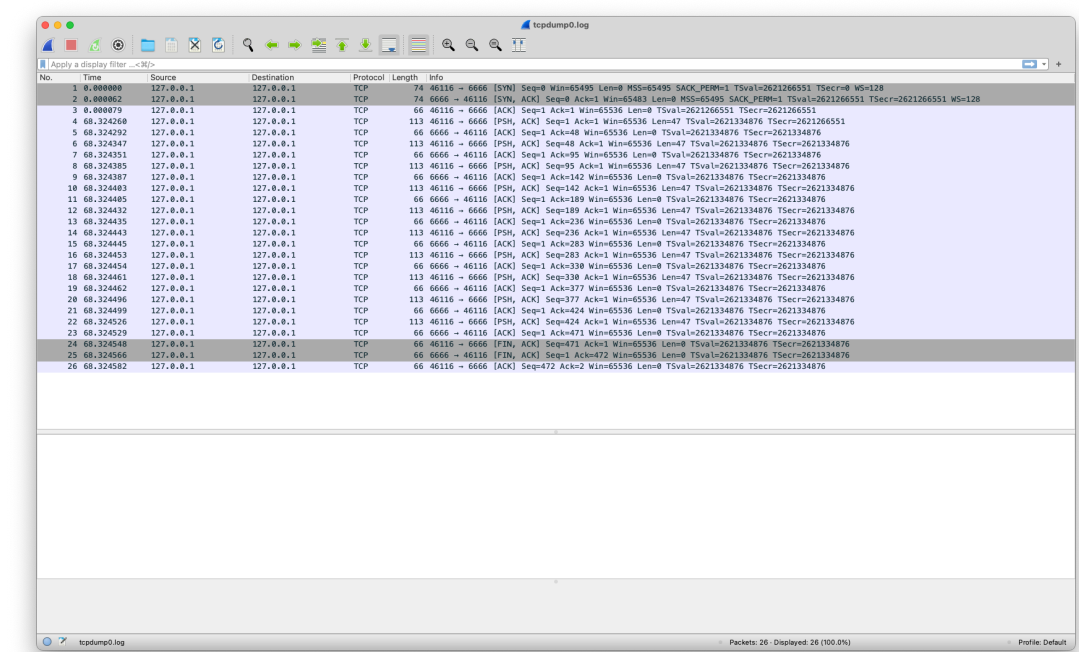 tcpdump0.log
Apply a display filter ...<⌘/>
No. Time Source Destination Protocol Length Info
1 0.000000 127.0.0.1 127.0.0.1 TCP 74 46116 → 6666 [SYN] Seq=0 Win=65495 Len=0 MSS=65495 SACK_PERM=1 TSval=2621266551 TSecr=0 WS=128
2 0.000062 127.0.0.1 127.0.0.1 TCP 74 6666 → 46116 [SYN, ACK] Seq=0 Ack=1 Win=65483 Len=0 MSS=65495 SACK_PERM=1 TSval=2621266551 TSecr=2621266551 WS=128
3 0.000079 127.0.0.1 127.0.0.1 TCP 66 46116 → 6666 [ACK] Seq=1 Ack=1 Win=65536 Len=0 TSval=2621266551 TSecr=2621266551
4 68.324260 127.0.0.1 127.0.0.1 TCP 113 46116 → 6666 [PSH, ACK] Seq=1 Ack=1 Win=65536 Len=47 TSval=2621334876 TSecr=2621266551
5 68.324292 127.0.0.1 127.0.0.1 TCP 66 6666 → 46116 [ACK] Seq=1 Ack=48 Win=65536 Len=0 TSval=2621334876 TSecr=2621334876
6 68.324347 127.0.0.1 127.0.0.1 TCP 113 46116 → 6666 [PSH, ACK] Seq=48 Ack=1 Win=65536 Len=47 TSval=2621334876 TSecr=2621334876
7 68.324351 127.0.0.1 127.0.0.1 TCP 66 6666 → 46116 [ACK] Seq=1 Ack=95 Win=65536 Len=0 TSval=2621334876 TSecr=2621334876
8 68.324385 127.0.0.1 127.0.0.1 TCP 113 46116 → 6666 [PSH, ACK] Seq=95 Ack=1 Win=65536 Len=47 TSval=2621334876 TSecr=2621334876
9 68.324387 127.0.0.1 127.0.0.1 TCP 66 6666 → 46116 [ACK] Seq=1 Ack=142 Win=65536 Len=0 TSval=2621334876 TSecr=2621334876
10 68.324403 127.0.0.1 127.0.0.1 TCP 113 46116 → 6666 [PSH, ACK] Seq=142 Ack=1 Win=65536 Len=47 TSval=2621334876 TSecr=2621334876
11 68.324405 127.0.0.1 127.0.0.1 TCP 66 6666 → 46116 [ACK] Seq=1 Ack=189 Win=65536 Len=0 TSval=2621334876 TSecr=2621334876
12 68.324432 127.0.0.1 127.0.0.1 TCP 113 46116 → 6666 [PSH, ACK] Seq=189 Ack=1 Win=65536 Len=47 TSval=2621334876 TSecr=2621334876
13 68.324435 127.0.0.1 127.0.0.1 TCP 66 6666 → 46116 [ACK] Seq=1 Ack=236 Win=65536 Len=0 TSval=2621334876 TSecr=2621334876
14 68.324443 127.0.0.1 127.0.0.1 TCP 113 46116 → 6666 [PSH, ACK] Seq=236 Ack=1 Win=65536 Len=47 TSval=2621334876 TSecr=2621334876
15 68.324445 127.0.0.1 127.0.0.1 TCP 66 6666 → 46116 [ACK] Seq=1 Ack=283 Win=65536 Len=0 TSval=2621334876 TSecr=2621334876
16 68.324453 127.0.0.1 127.0.0.1 TCP 113 46116 → 6666 [PSH, ACK] Seq=283 Ack=1 Win=65536 Len=47 TSval=2621334876 TSecr=2621334876
17 68.324454 127.0.0.1 127.0.0.1 TCP 66 6666 → 46116 [ACK] Seq=1 Ack=330 Win=65536 Len=0 TSval=2621334876 TSecr=2621334876
18 68.324461 127.0.0.1 127.0.0.1 TCP 113 46116 → 6666 [PSH, ACK] Seq=330 Ack=1 Win=65536 Len=47 TSval=2621334876 TSecr=2621334876
19 68.324462 127.0.0.1 127.0.0.1 TCP 66 6666 → 46116 [ACK] Seq=1 Ack=377 Win=65536 Len=0 TSval=2621334876 TSecr=2621334876
20 68.324496 127.0.0.1 127.0.0.1 TCP 113 46116 → 6666 [PSH, ACK] Seq=377 Ack=1 Win=65536 Len=47 TSval=2621334876 TSecr=2621334876
21 68.324499 127.0.0.1 127.0.0.1 TCP 66 6666 → 46116 [ACK] Seq=1 Ack=424 Win=65536 Len=0 TSval=2621334876 TSecr=2621334876
22 68.324526 127.0.0.1 127.0.0.1 TCP 113 46116 → 6666 [PSH, ACK] Seq=424 Ack=1 Win=65536 Len=47 TSval=2621334876 TSecr=2621334876
23 68.324529 127.0.0.1 127.0.0.1 TCP 66 6666 → 46116 [ACK] Seq=1 Ack=471 Win=65536 Len=0 TSval=2621334876 TSecr=2621334876
24 68.324548 127.0.0.1 127.0.0.1 TCP 66 46116 → 6666 [FIN, ACK] Seq=471 Ack=1 Win=65536 Len=0 TSval=2621334876 TSecr=2621334876
25 68.324566 127.0.0.1 127.0.0.1 TCP 66 6666 → 46116 [FIN, ACK] Seq=1 Ack=472 Win=65536 Len=0 TSval=2621334876 TSecr=2621334876
26 68.324582 127.0.0.1 127.0.0.1 TCP 66 46116 → 6666 [ACK] Seq=472 Ack=2 Win=65536 Len=0 TSval=2621334876 TSecr=2621334876
tcpdump0.log Packets: 26 · Displayed: 26 (100.0%) Profile: Default